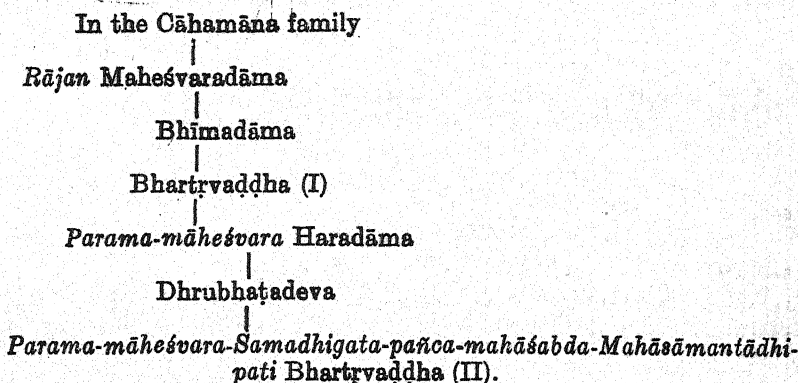 In the Cāhamāna family
Rājan Maheśvaradāma
Bhīmadāma
Bhartṛvaḍḍha (I)
Parama-māheśvara Haradāma
Dhrubhaṭadeva
Parama-māheśvara-Samadhigata-pañca-mahāśabda-Mahāsāmantādhi-
pati Bhartṛvaḍḍha (II).